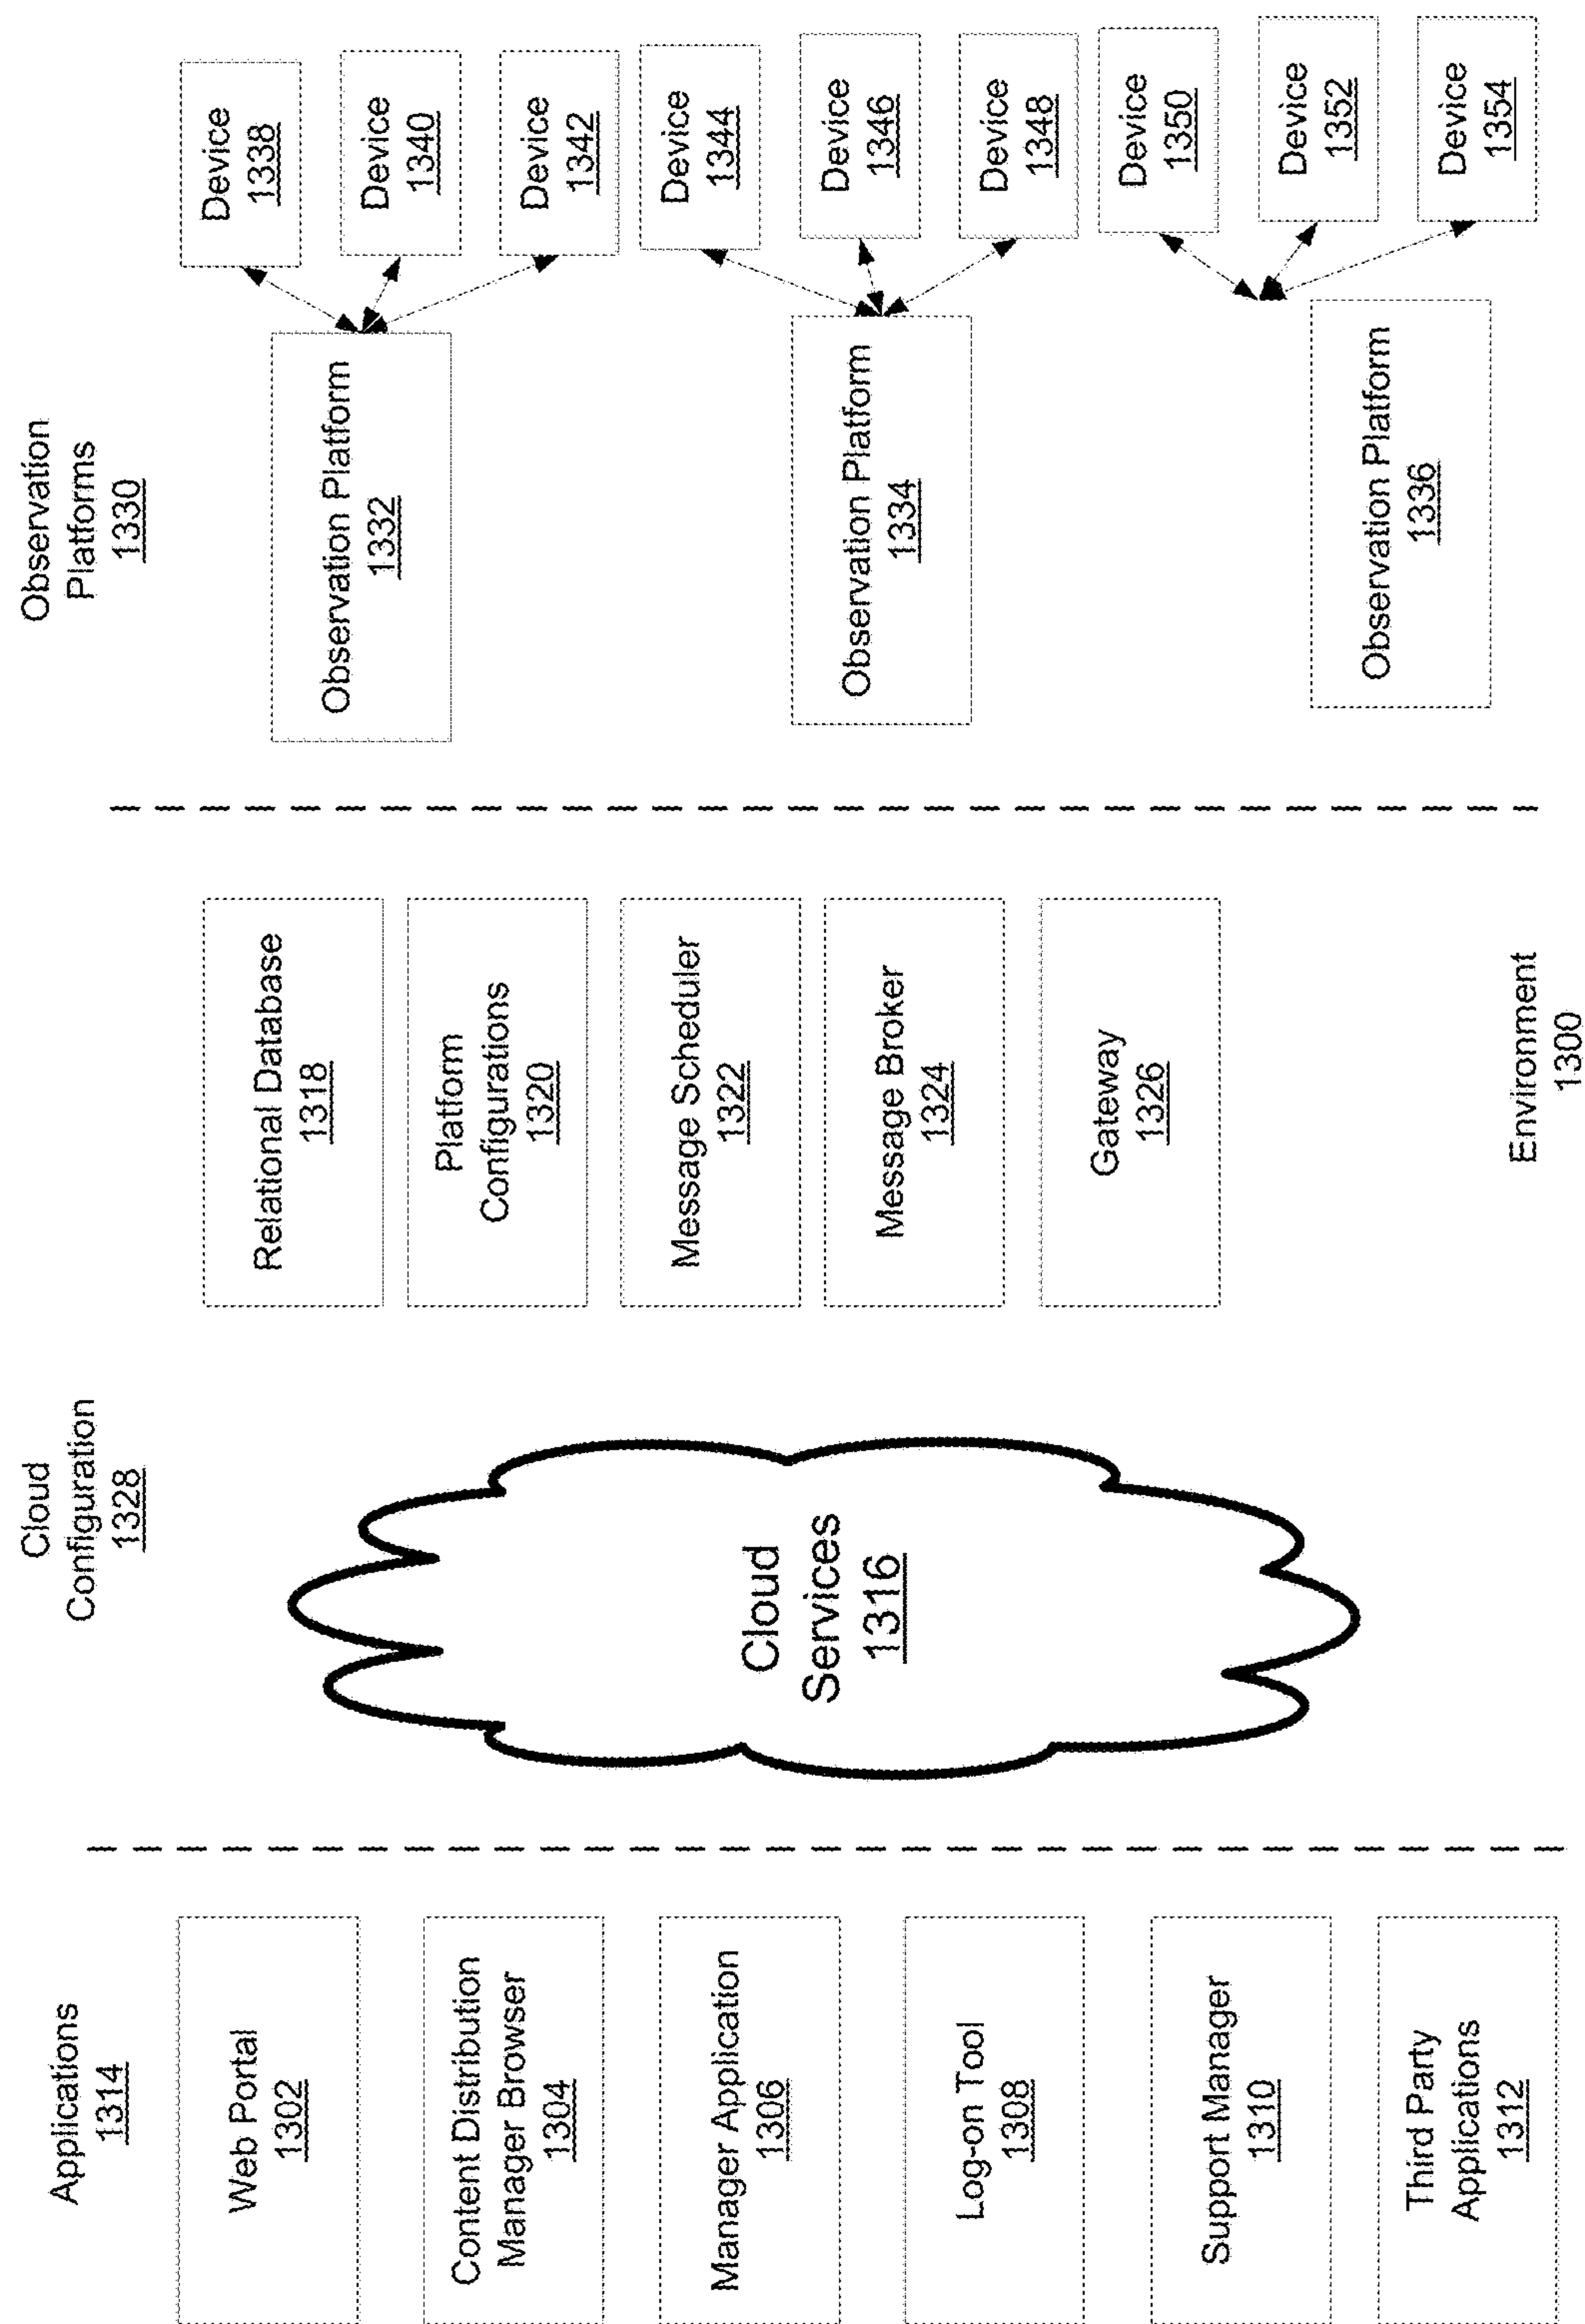 Applications
1314
Web Portal
1302
Content Distribution
Manager Browser
1304
Manager Application
1306
Log-on Tool
1308
Support Manager
1310
Third Party
Applications
1312
Cloud
Configuration
1328
Cloud
Services
1316
Relational Database
1318
Platform
Configurations
1320
Message Scheduler
1322
Message Broker
1324
Gateway
1326
Environment
1300
Observation
Platforms
1330
Observation Platform
1332
Observation Platform
1334
Observation Platform
1336
Device
1338
Device
1340
Device
1342
Device
1344
Device
1346
Device
1348
Device
1350
Device
1352
Device
1354